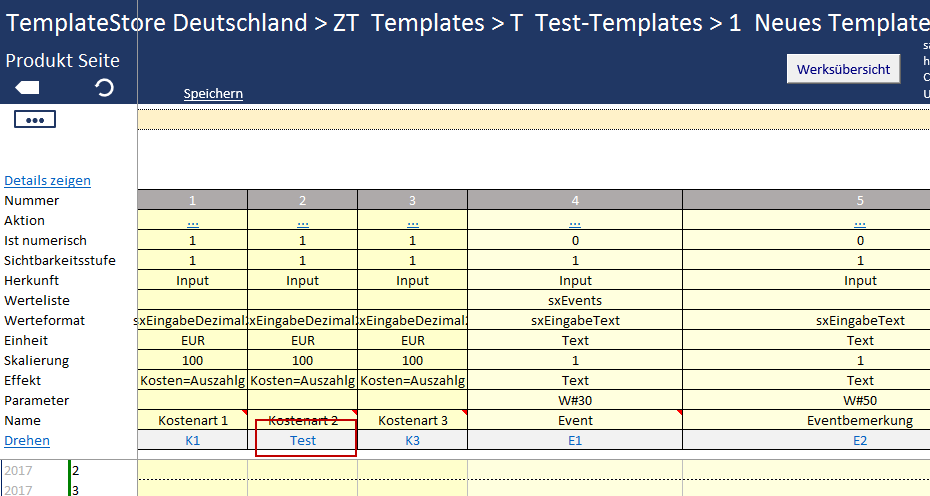 TemplateStore Deutschland > ZT Templates > T Test-Templates > 1 Neues Template
Produkt Seite
Werksübersicht
Speichern
•••
Details zeigen
Nummer 1 2 3 4 5
Aktion ... ... ... ... ...
Ist numerisch 1 1 1 0 0
Sichtbarkeitsstufe 1 1 1 1 1
Herkunft Input Input Input Input Input
Werteliste sxEvents
Werteformat sxEingabeDezimal2 xEingabeDezimal2 xEingabeDezimal2 sxEingabeText sxEingabeText
Einheit EUR EUR EUR Text Text
Skalierung 100 100 100 1 1
Effekt Kosten=Auszahlg Kosten=Auszahlg Kosten=Auszahlg Text Text
Parameter W#30 W#50
Name Kostenart 1 Kostenart 2 Kostenart 3 Event Eventbemerkung
Drehen K1 Test K3 E1 E2
2017 2
2017 3